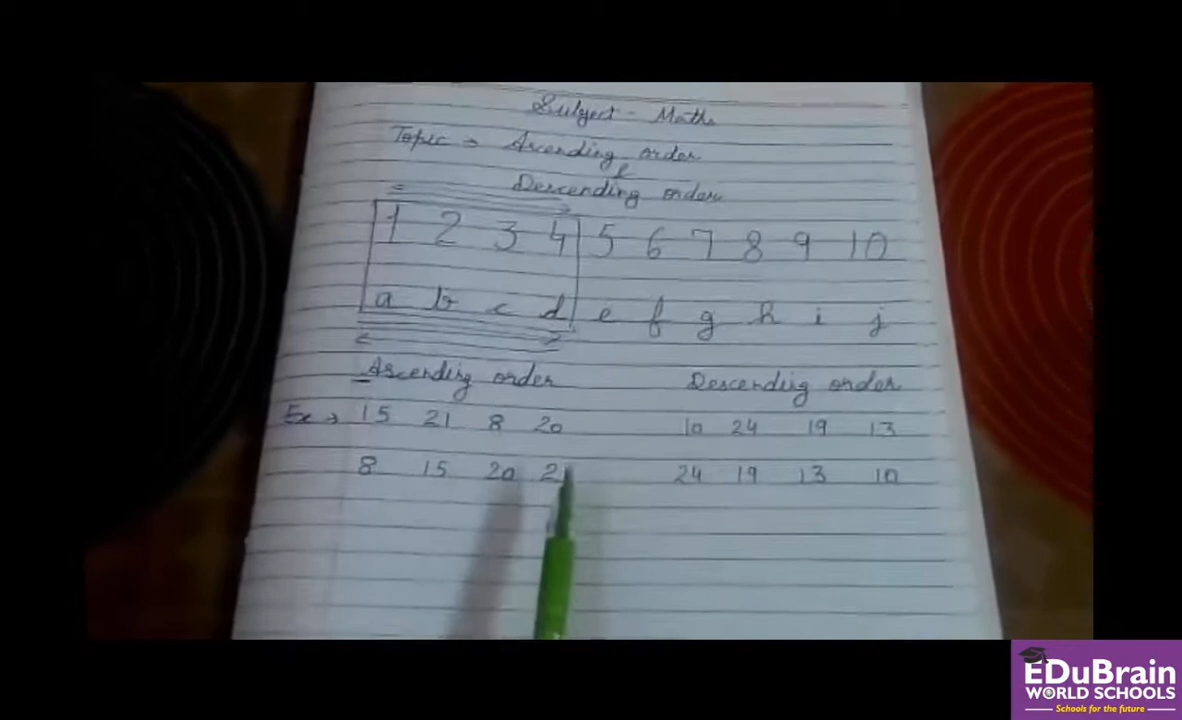 Subject - Maths
Topic → Ascending order
&
Descending order
1 2 3 4 5 6 7 8 9 10
a b c d e f g h i j
Ascending order Descending order
Ex → 15 21 8 20 10 24 19 13
8 15 20 21 24 19 13 10
EDuBrain
WORLD SCHOOLS
Schools for the future